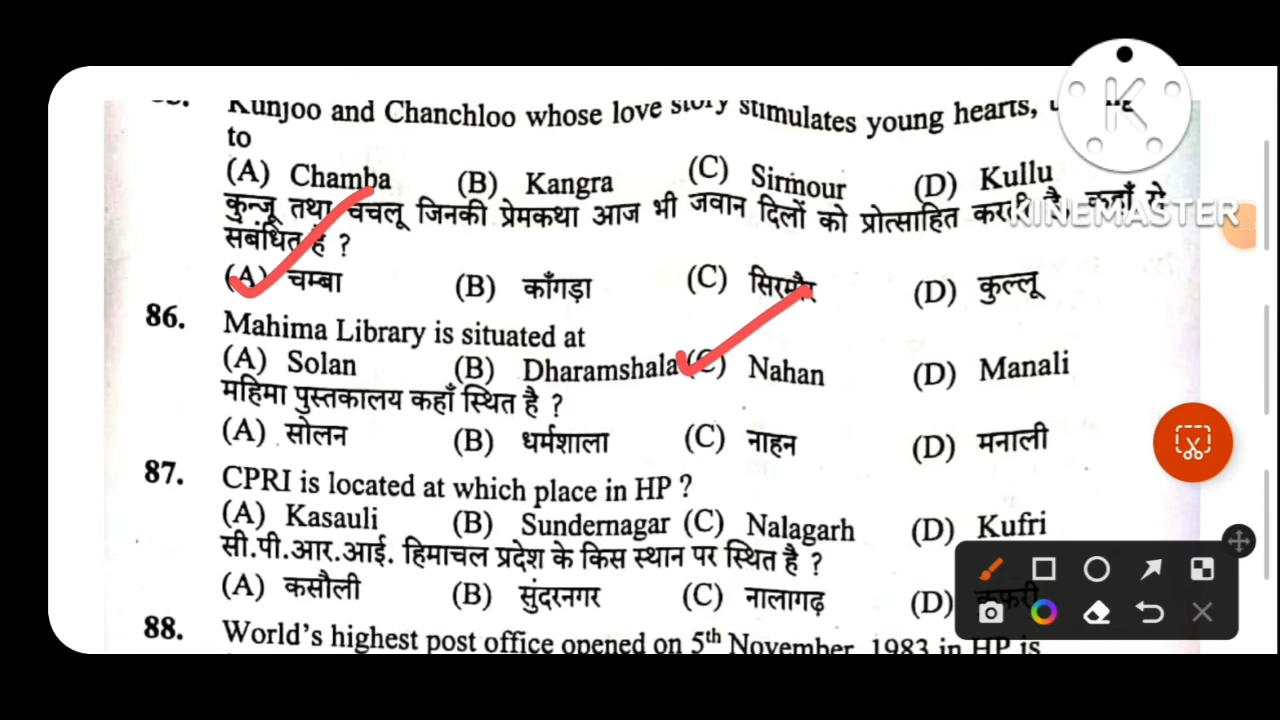 Kunjoo and Chanchloo whose love story stimulates young hearts,
to
(A) Chamba (B) Kangra (C) Sirmour (D) Kullu
कुन्जू तथा चंचलू जिनकी प्रेमकथा आज भी जवान दिलों को प्रोत्साहित करती है, कहाँ से
संबंधित है ?
(A) चम्बा (B) काँगड़ा (C) सिरमौर (D) कुल्लू
86. Mahima Library is situated at
(A) Solan (B) Dharamshala (C) Nahan (D) Manali
महिमा पुस्तकालय कहाँ स्थित है ?
(A) सोलन (B) धर्मशाला (C) नाहन (D) मनाली
87. CPRI is located at which place in HP ?
(A) Kasauli (B) Sundernagar (C) Nalagarh (D) Kufri
सी.पी.आर.आई. हिमाचल प्रदेश के किस स्थान पर स्थित है ?
(A) कसौली (B) सुंदरनगर (C) नालागढ़ (D) कुफरी
88. World's highest post office opened on 5th November, 1983 in HP is
KINEMASTER